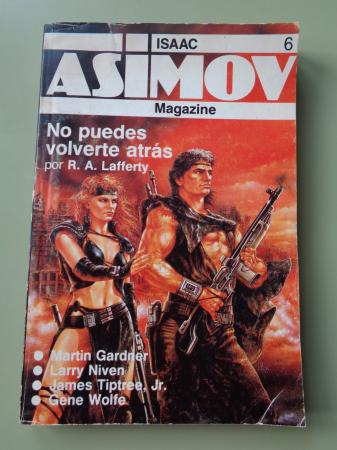 ISAAC
6
ASIMOV
Magazine
No puedes
volverte atrás
por R. A. Lafferty
Martin Gardner
Larry Niven
James Tiptree, Jr.
Gene Wolfe